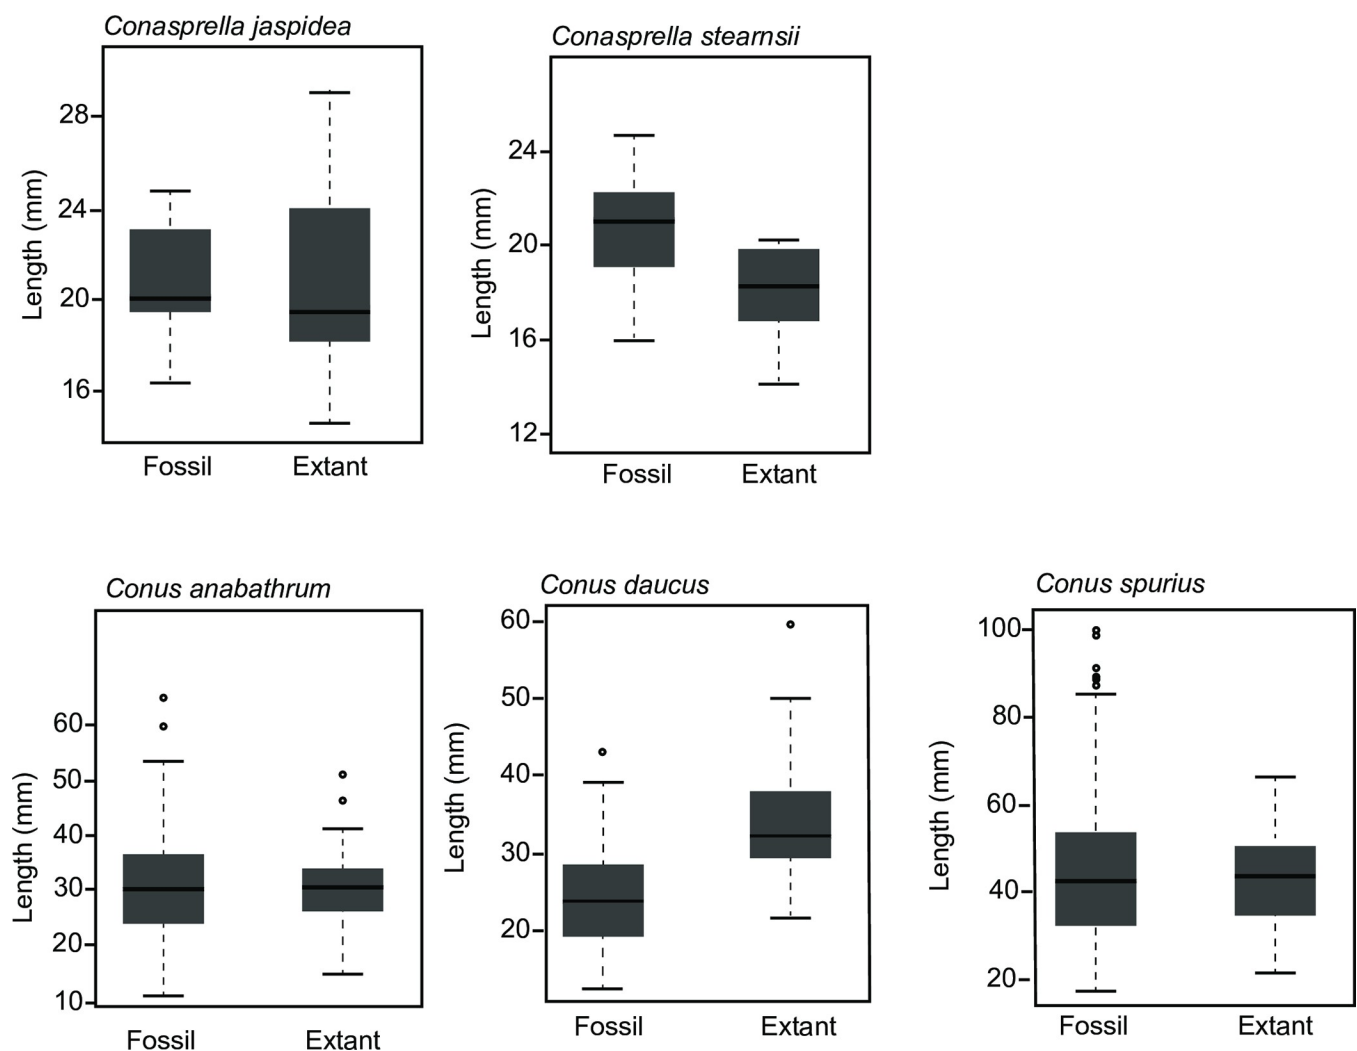 Conasprella jaspidea
Length (mm)
28
24
20
16
Fossil Extant
Conasprella stearnsii
Length (mm)
24
20
16
12
Fossil Extant
Conus anabathrum
Length (mm)
60
50
40
30
20
10
Fossil Extant
Conus daucus
Length (mm)
60
50
40
30
20
Fossil Extant
Conus spurius
Length (mm)
100
80
60
40
20
Fossil Extant